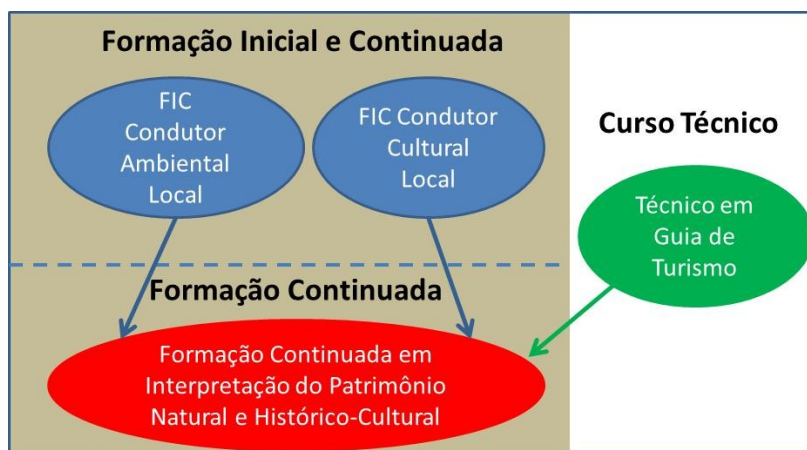 Formação Inicial e Continuada
FIC
Condutor
Ambiental
Local
FIC Condutor
Cultural
Local
Curso Técnico
Técnico em
Guia de
Turismo
Formação Continuada
Formação Continuada em
Interpretação do Patrimônio
Natural e Histórico-Cultural